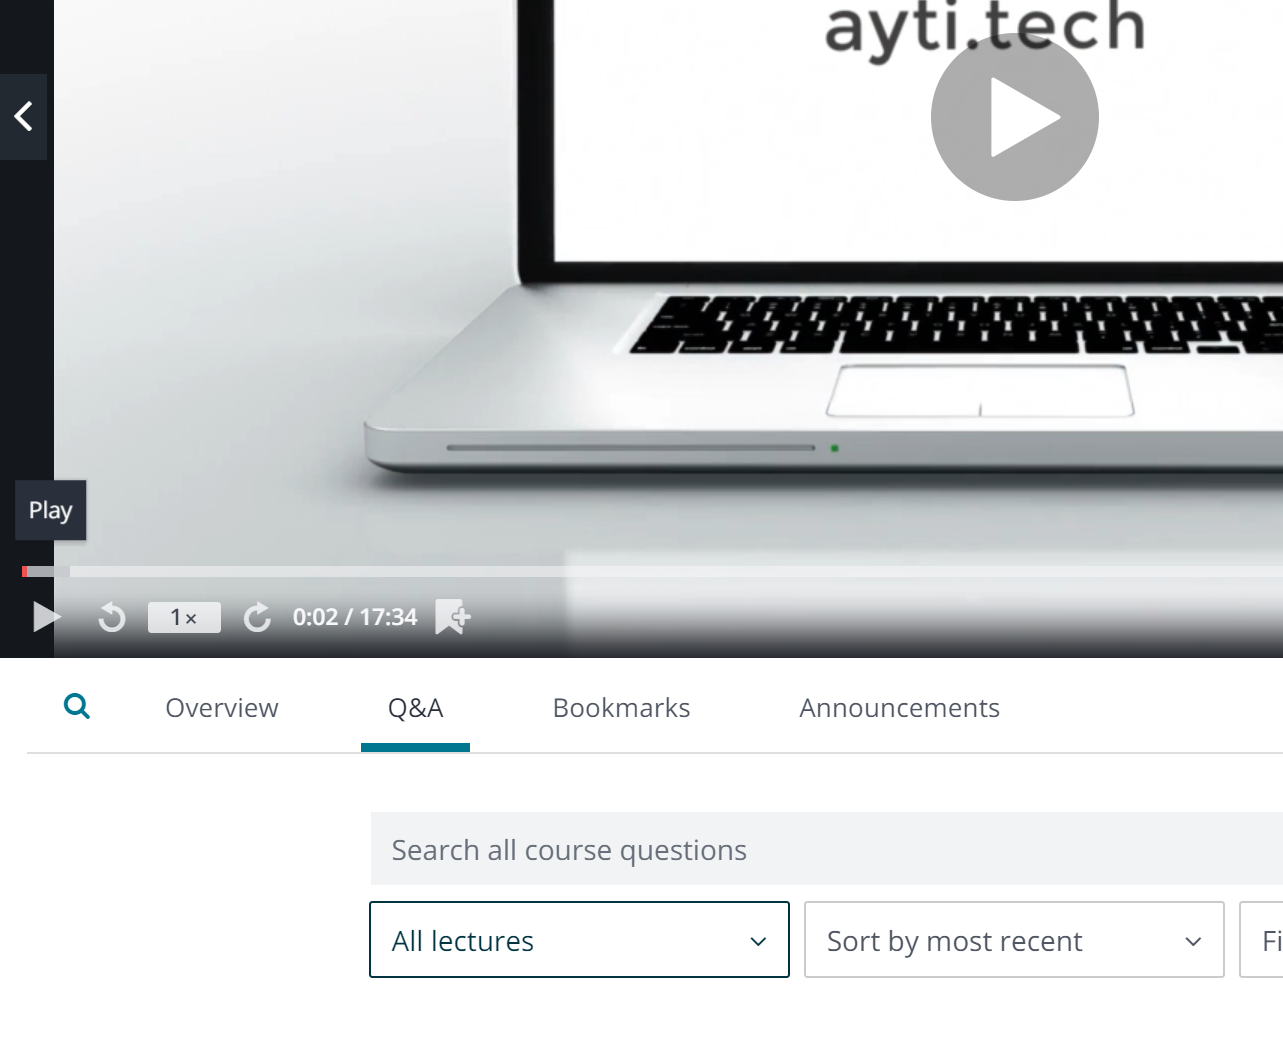 ayti.tech
Play
1×
0:02 / 17:34
Overview
Q&A
Bookmarks
Announcements
Search all course questions
All lectures
Sort by most recent
Fi